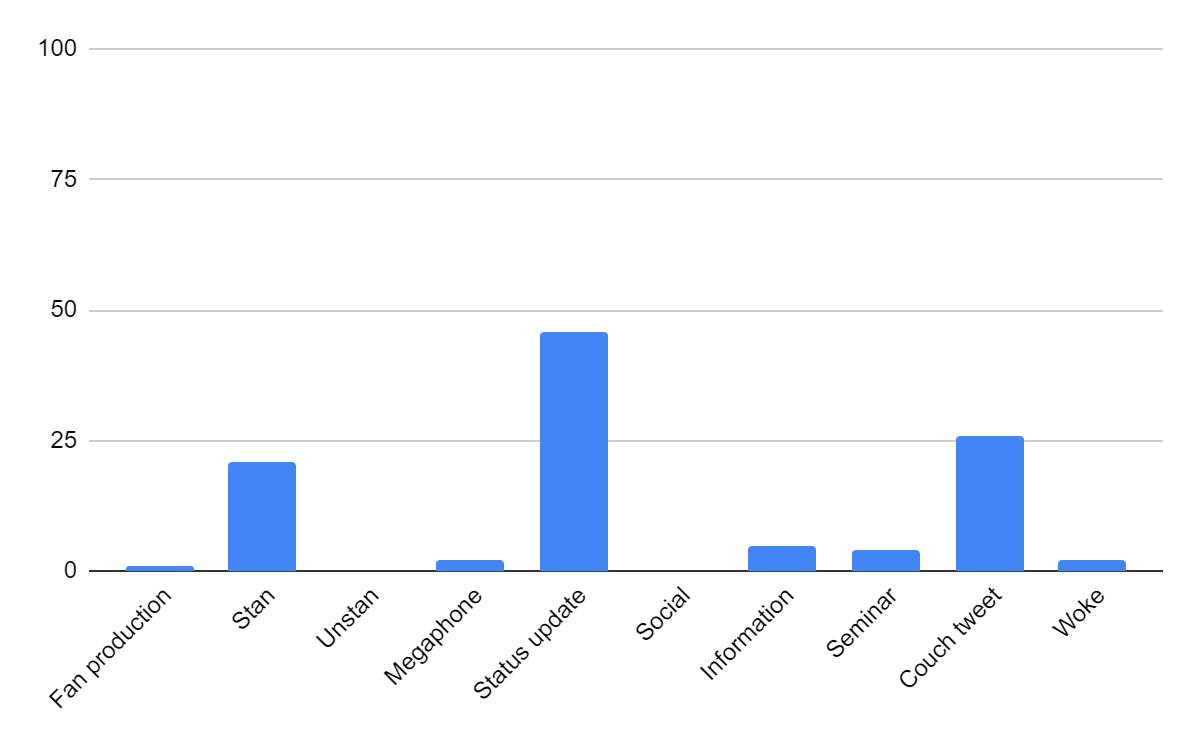 100
75
50
25
0
Fan production
Stan
Unstan
Megaphone
Status update
Social
Information
Seminar
Couch tweet
Woke